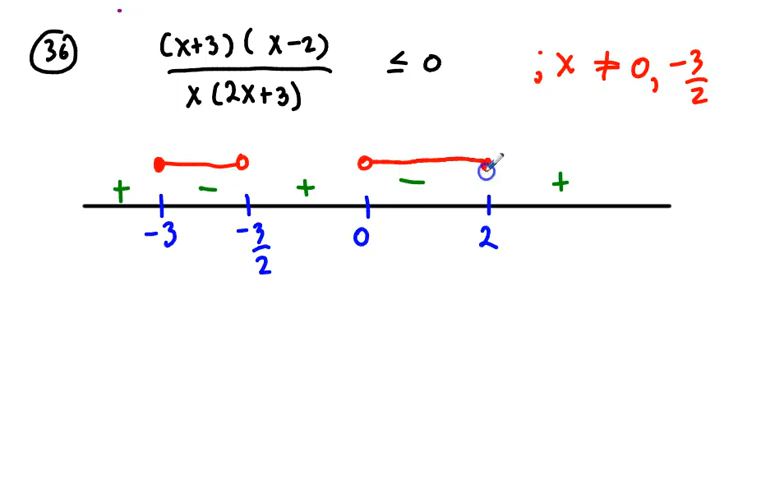 36 (x+3)(x-2) / x(2x+3) ≤ 0 ; x ≠ 0, -3/2
+ - + - +
-3 -3/2 0 2